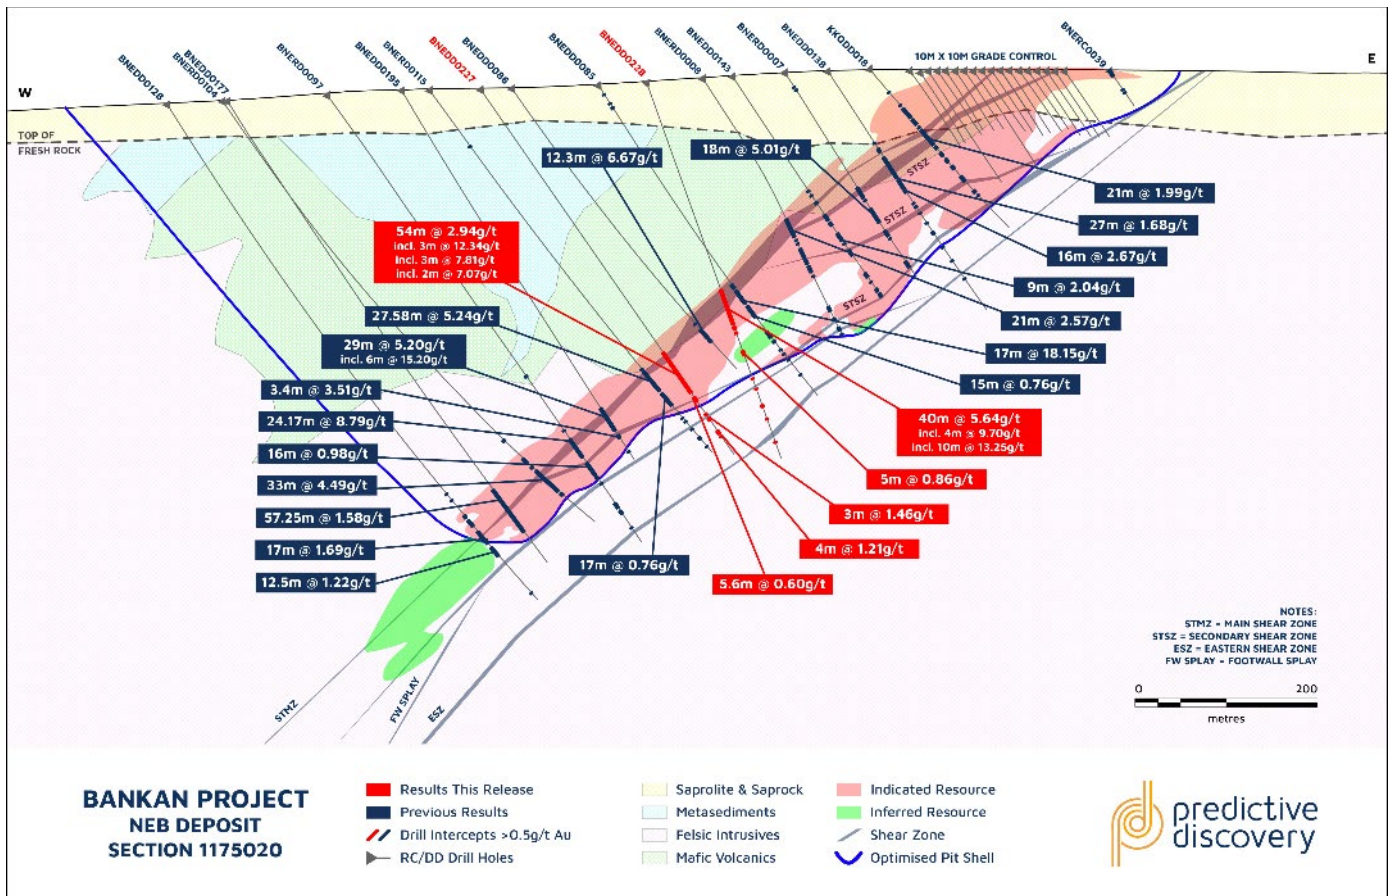 W
E
BNEDD0128
BNERD0104
BNEDD0177
BNERD0097
BNEDD0195
BNERD0115
BNEDD0227
BNEDD0086
BNEDD0085
BNEDD0228
BNERD0008
BNEDD0143
BNERD0007
BNEDD0138
KKODD018
10M X 10M GRADE CONTROL
BNERC0039
TOP OF
FRESH ROCK
12.3m @ 6.67g/t
18m @ 5.01g/t
STSZ
STSZ
STSZ
21m @ 1.99g/t
27m @ 1.68g/t
16m @ 2.67g/t
9m @ 2.04g/t
21m @ 2.57g/t
17m @ 18.15g/t
15m @ 0.76g/t
54m @ 2.94g/t
incl. 3m @ 12.34g/t
incl. 3m @ 7.81g/t
incl. 2m @ 7.07g/t
27.58m @ 5.24g/t
29m @ 5.20g/t
incl. 6m @ 15.20g/t
3.4m @ 3.51g/t
24.17m @ 8.79g/t
16m @ 0.98g/t
33m @ 4.49g/t
57.25m @ 1.58g/t
17m @ 1.69g/t
12.5m @ 1.22g/t
40m @ 5.64g/t
incl. 4m @ 9.70g/t
incl. 10m @ 13.25g/t
5m @ 0.86g/t
3m @ 1.46g/t
4m @ 1.21g/t
5.6m @ 0.60g/t
17m @ 0.76g/t
STMZ
FW SPLAY
ESZ
NOTES:
STMZ = MAIN SHEAR ZONE
STSZ = SECONDARY SHEAR ZONE
ESZ = EASTERN SHEAR ZONE
FW SPLAY = FOOTWALL SPLAY
0 200
metres
BANKAN PROJECT
NEB DEPOSIT
SECTION 1175020
Results This Release
Previous Results
Drill Intercepts >0.5g/t Au
RC/DD Drill Holes
Saprolite & Saprock
Metasediments
Felsic Intrusives
Mafic Volcanics
Indicated Resource
Inferred Resource
Shear Zone
Optimised Pit Shell
predictive
discovery